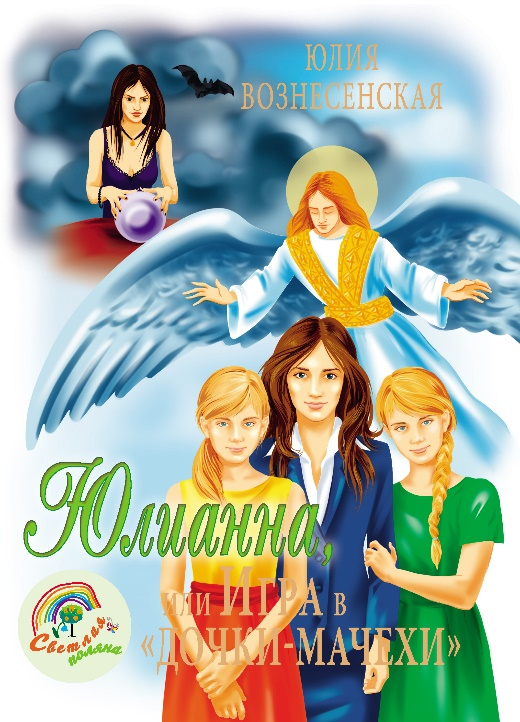 ЮЛИЯ
ВОЗНЕСЕНСКАЯ
Юлианна,
или ИГРА В
«ДОЧКИ-МАЧЕХИ»
Светлая
поляна